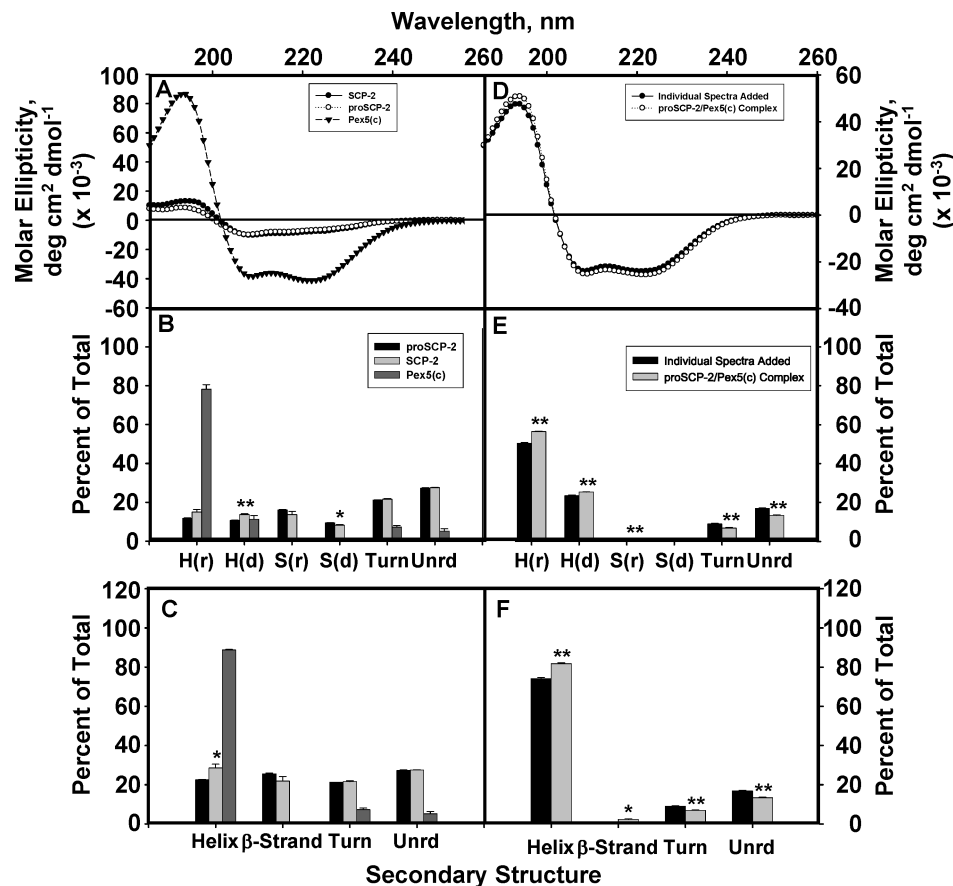 Wavelength, nm
200 220 240 260 200 220 240 260
Molar Ellipticity,
deg cm² dmol⁻¹
(x 10⁻³)
100
80
60
40
20
0
-20
-40
-60
A
SCP-2
proSCP-2
Pex5(c)
D
Individual Spectra Added
proSCP-2/Pex5(c) Complex
60
40
20
0
-20
-40
Molar Ellipticity,
deg cm² dmol⁻¹
(x 10⁻³)
Percent of Total
100
80
60
40
20
0
B
proSCP-2
SCP-2
Pex5(c)
**
*
H(r) H(d) S(r) S(d) Turn Unrd
E
Individual Spectra Added
proSCP-2/Pex5(c) Complex
**
**
**
**
**
H(r) H(d) S(r) S(d) Turn Unrd
100
80
60
40
20
0
Percent of Total
Percent of Total
120
100
80
60
40
20
0
C
*
Helix β-Strand Turn Unrd
F
**
*
**
**
Helix β-Strand Turn Unrd
120
100
80
60
40
20
0
Percent of Total
Secondary Structure